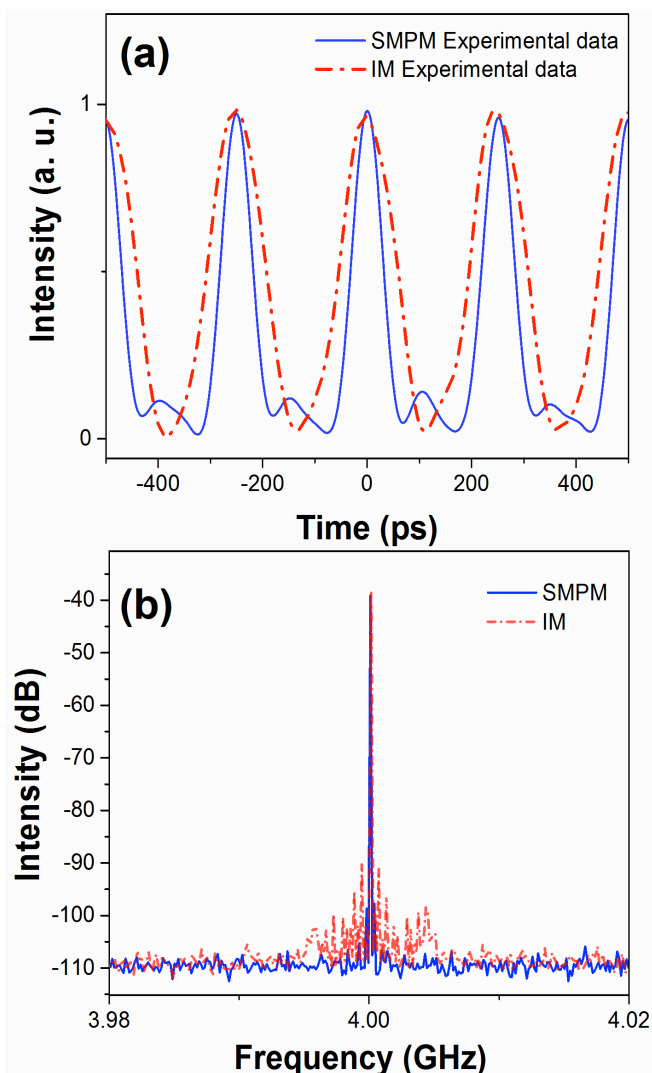 (a)
SMPM Experimental data
IM Experimental data
Intensity (a. u.)
1
0
-400 -200 0 200 400
Time (ps)
(b)
SMPM
IM
Intensity (dB)
-40
-50
-60
-70
-80
-90
-100
-110
3.98 4.00 4.02
Frequency (GHz)